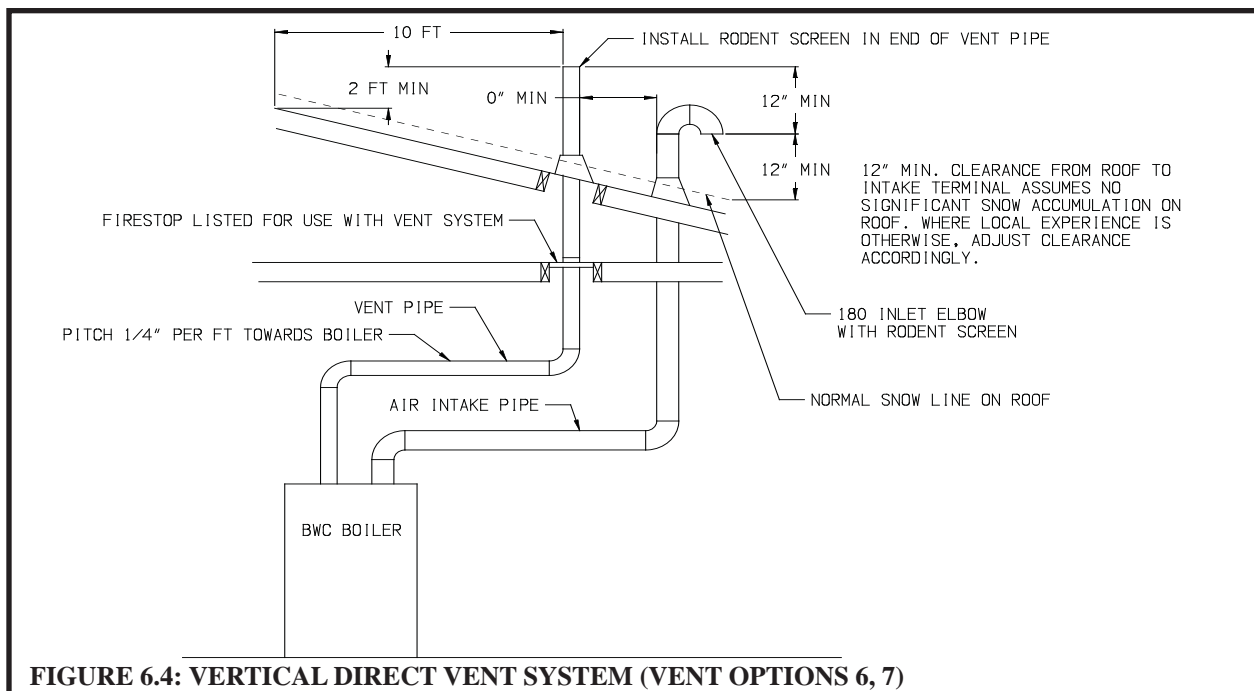 10 FT
INSTALL RODENT SCREEN IN END OF VENT PIPE
2 FT MIN
0" MIN
12" MIN
12" MIN
12" MIN. CLEARANCE FROM ROOF TO
INTAKE TERMINAL ASSUMES NO
SIGNIFICANT SNOW ACCUMULATION ON
ROOF. WHERE LOCAL EXPERIENCE IS
OTHERWISE, ADJUST CLEARANCE
ACCORDINGLY.
FIRESTOP LISTED FOR USE WITH VENT SYSTEM
VENT PIPE
PITCH 1/4" PER FT TOWARDS BOILER
180 INLET ELBOW
WITH RODENT SCREEN
NORMAL SNOW LINE ON ROOF
AIR INTAKE PIPE
BWC BOILER
FIGURE 6.4: VERTICAL DIRECT VENT SYSTEM (VENT OPTIONS 6, 7)